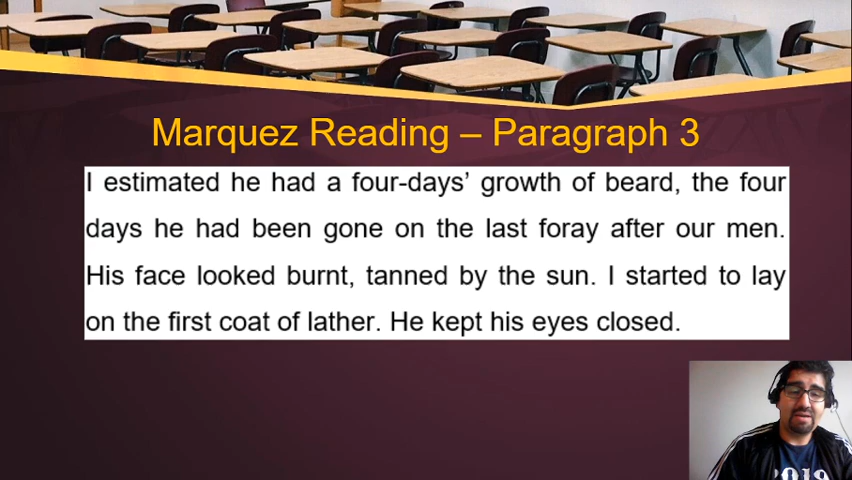 Marquez Reading – Paragraph 3
I estimated he had a four-days’ growth of beard, the four
days he had been gone on the last foray after our men.
His face looked burnt, tanned by the sun. I started to lay
on the first coat of lather. He kept his eyes closed.
2019